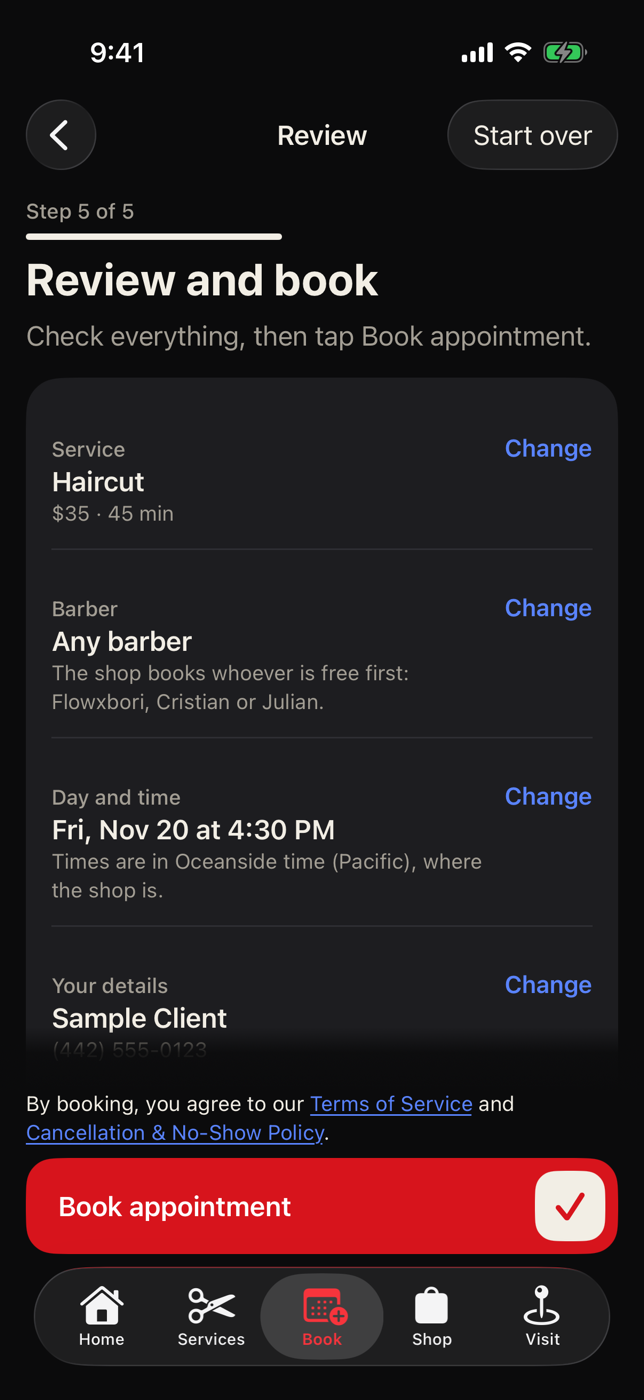 9:41
Review
Start over
Step 5 of 5
Review and book
Check everything, then tap Book appointment.
Service
Change
Haircut
$35 · 45 min
Barber
Change
Any barber
The shop books whoever is free first:
Flowxbori, Cristian or Julian.
Day and time
Change
Fri, Nov 20 at 4:30 PM
Times are in Oceanside time (Pacific), where
the shop is.
Your details
Change
Sample Client
(442) 555-0123
By booking, you agree to our Terms of Service and
Cancellation & No-Show Policy.
Book appointment
Home
Services
Book
Shop
Visit